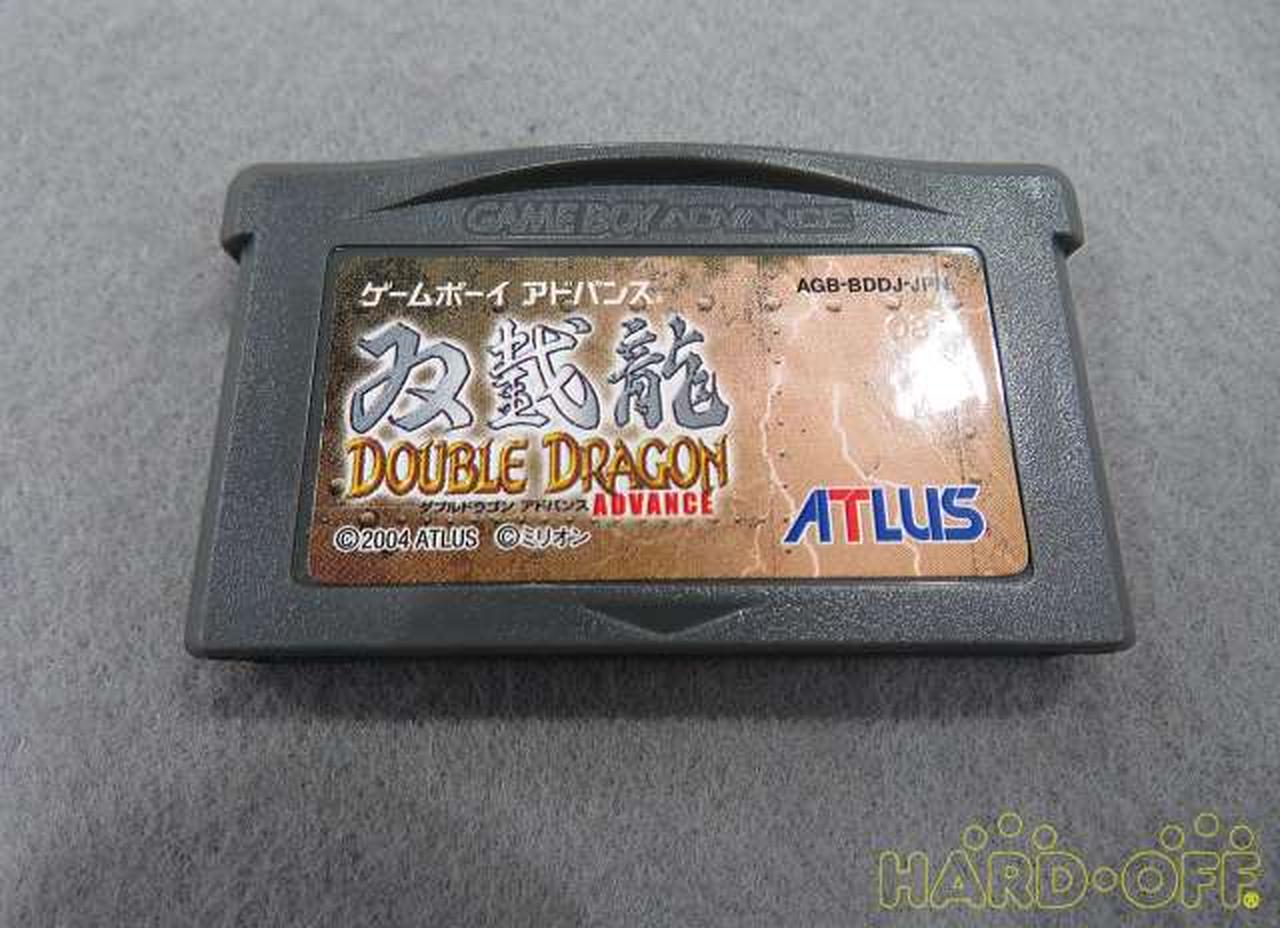 GAME BOY ADVANCE
ゲームボーイ アドバンス
AGB-BDDJ-JPN
双截龍
DOUBLE DRAGON
ダブルドラゴン アドバンス ADVANCE
©2004 ATLUS ©ミリオン
ATLUS
HARD·OFF®